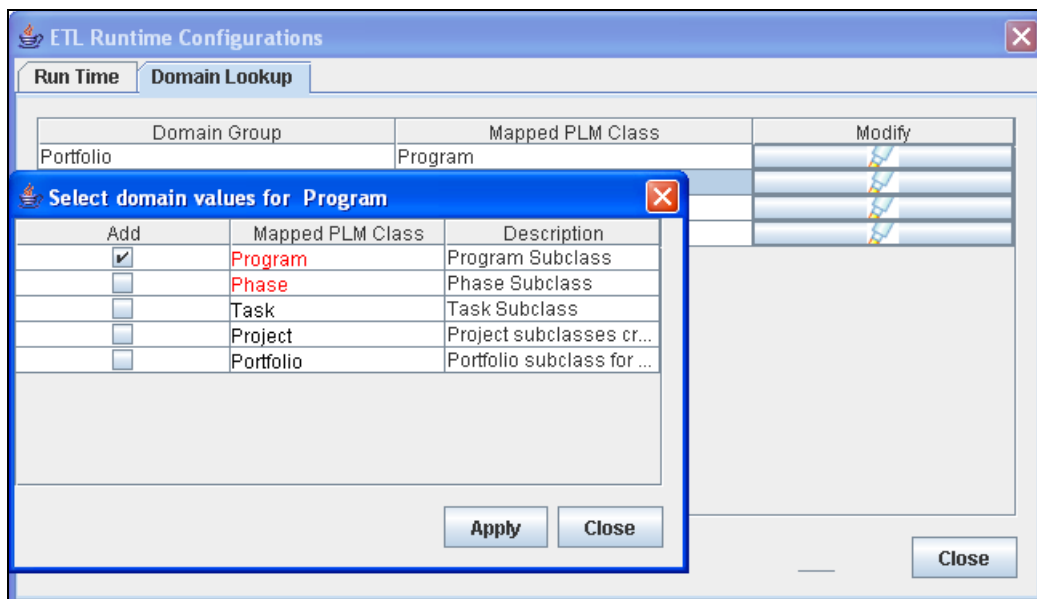 ETL Runtime Configurations
Run Time Domain Lookup
Domain Group Mapped PLM Class Modify
Portfolio Program
Select domain values for Program
Add Mapped PLM Class Description
Program Program Subclass
Phase Phase Subclass
Task Task Subclass
Project Project subclasses cr...
Portfolio Portfolio subclass for ...
Apply Close
Close